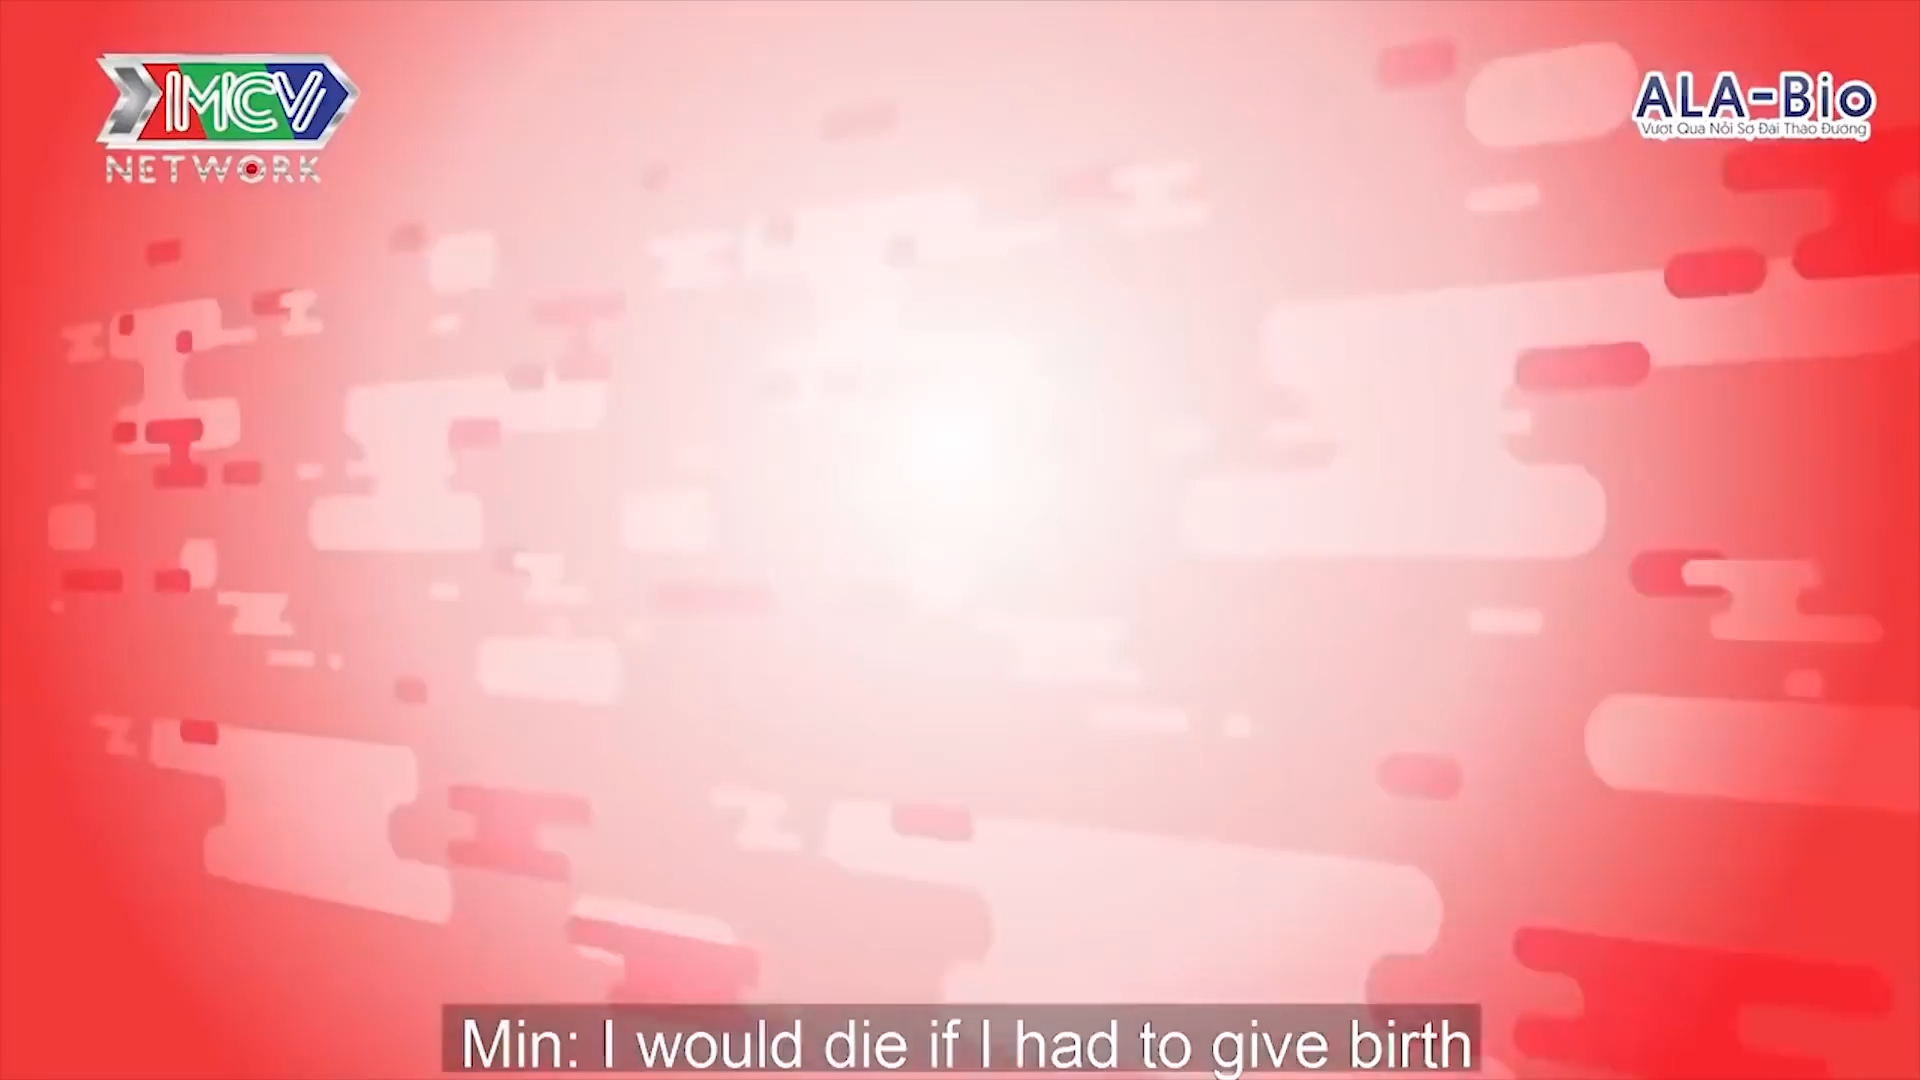 MCV
NETWORK
ALA-Bio
Vượt Qua Nỗi Sợ Đái Tháo Đường
Min: I would die if I had to give birth